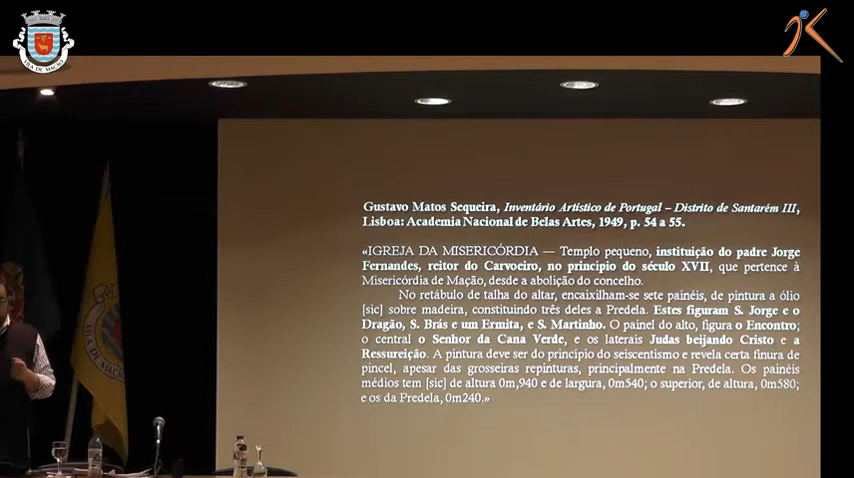 VILA DE MAÇÃO
Gustavo Matos Sequeira, Inventário Artístico de Portugal – Distrito de Santarém III,
Lisboa: Academia Nacional de Belas Artes, 1949, p. 54 a 55.
«IGREJA DA MISERICÓRDIA — Templo pequeno, instituição do padre Jorge
Fernandes, reitor do Carvoeiro, no princípio do século XVII, que pertence à
Misericórdia de Mação, desde a abolição do concelho.
No retábulo de talha do altar, encaixilham-se sete painéis, de pintura a ólio
[sic] sobre madeira, constituindo três deles a Predela. Estes figuram S. Jorge e o
Dragão, S. Brás e um Ermita, e S. Martinho. O painel do alto, figura o Encontro;
o central o Senhor da Cana Verde, e os laterais Judas beijando Cristo e a
Ressureição. A pintura deve ser do princípio do seiscentismo e revela certa finura de
pincel, apesar das grosseiras repinturas, principalmente na Predela. Os painéis
médios tem [sic] de altura 0m,940 e de largura, 0m540; o superior, de altura, 0m580;
e os da Predela, 0m240.»
VILA DE MAÇÃO